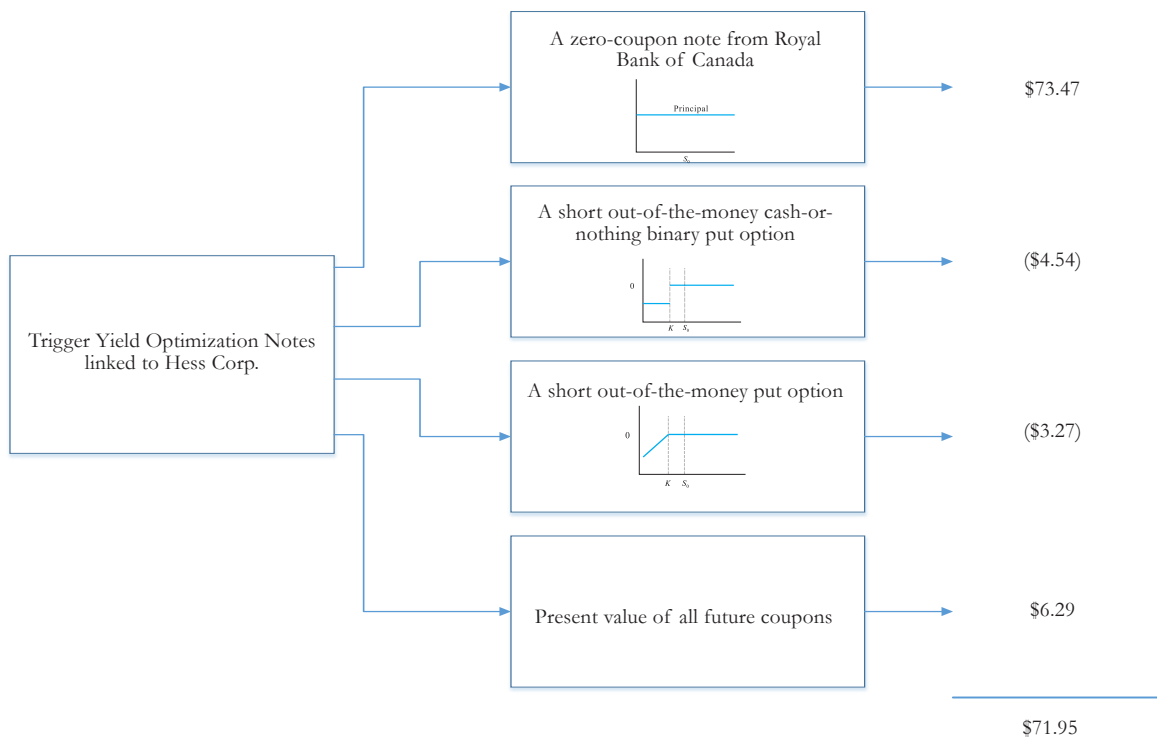 Trigger Yield Optimization Notes
linked to Hess Corp.
A zero-coupon note from Royal
Bank of Canada
Principal
S₀
$73.47
A short out-of-the-money cash-or-
nothing binary put option
0
K
S₀
($4.54)
A short out-of-the-money put option
0
K
S₀
($3.27)
Present value of all future coupons
$6.29
$71.95